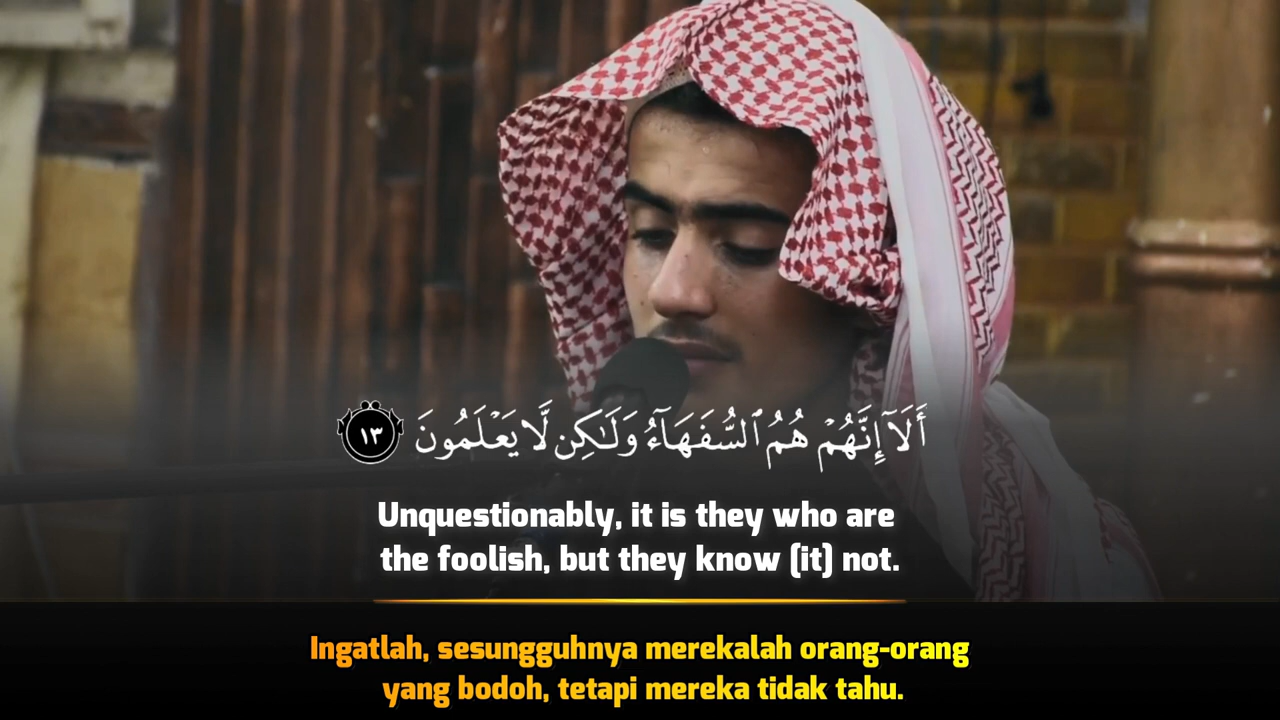 أَلَآ إِنَّهُمْ هُمُ ٱلسُّفَهَآءُ وَلَـٰكِن لَّا يَعْلَمُونَ ١٣
Unquestionably, it is they who are
the foolish, but they know (it) not.
Ingatlah, sesungguhnya merekalah orang-orang
yang bodoh, tetapi mereka tidak tahu.